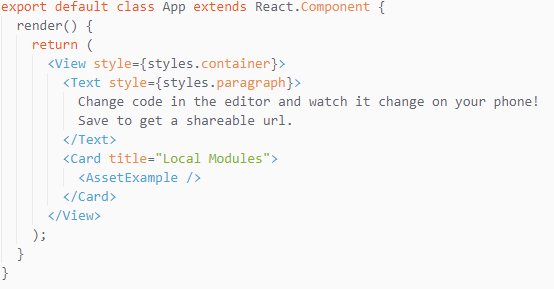 export default class App extends React.Component {
  render() {
    return (
      <View style={styles.container}>
        <Text style={styles.paragraph}>
          Change code in the editor and watch it change on your phone!
          Save to get a shareable url.
        </Text>
        <Card title="Local Modules">
          <AssetExample />
        </Card>
      </View>
    );
  }
}